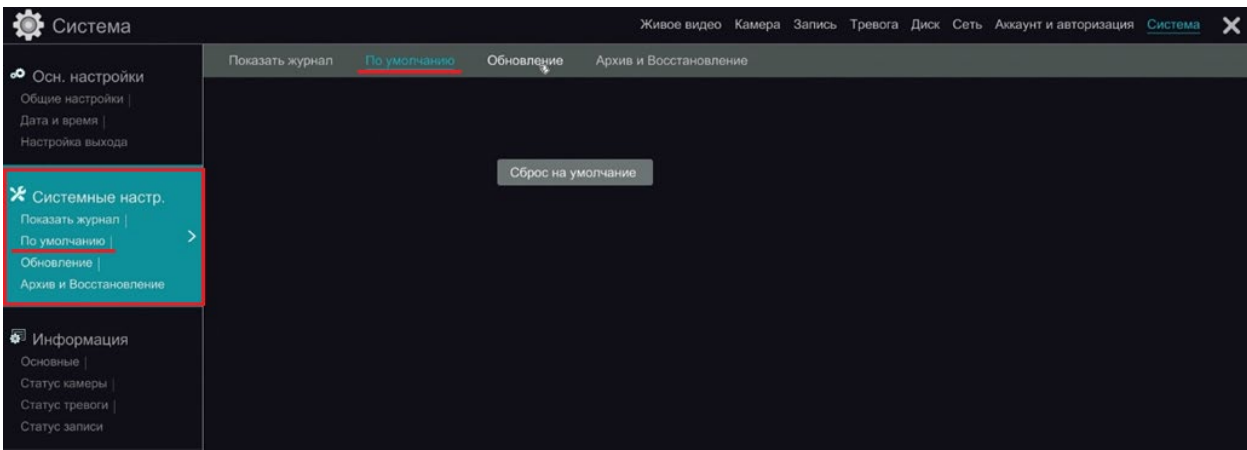 Система
Живое видео Камера Запись Тревога Диск Сеть Аккаунт и авторизация Система
Показать журнал По умолчанию Обновление Архив и Восстановление
Осн. настройки
Общие настройки |
Дата и время |
Настройка выхода
Сброс на умолчание
Системные настр.
Показать журнал |
По умолчанию |
Обновление |
Архив и Восстановление
Информация
Основные |
Статус камеры |
Статус тревоги |
Статус записи